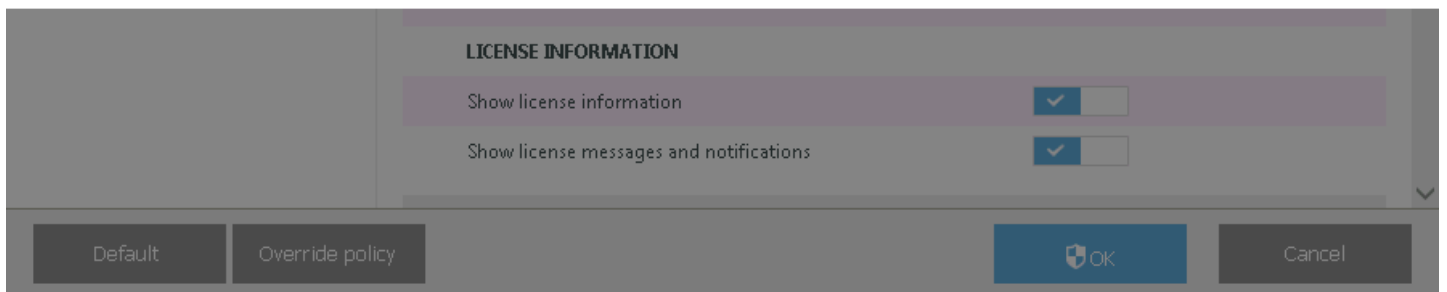 LICENSE INFORMATION
Show license information
Show license messages and notifications
Default
Override policy
OK
Cancel